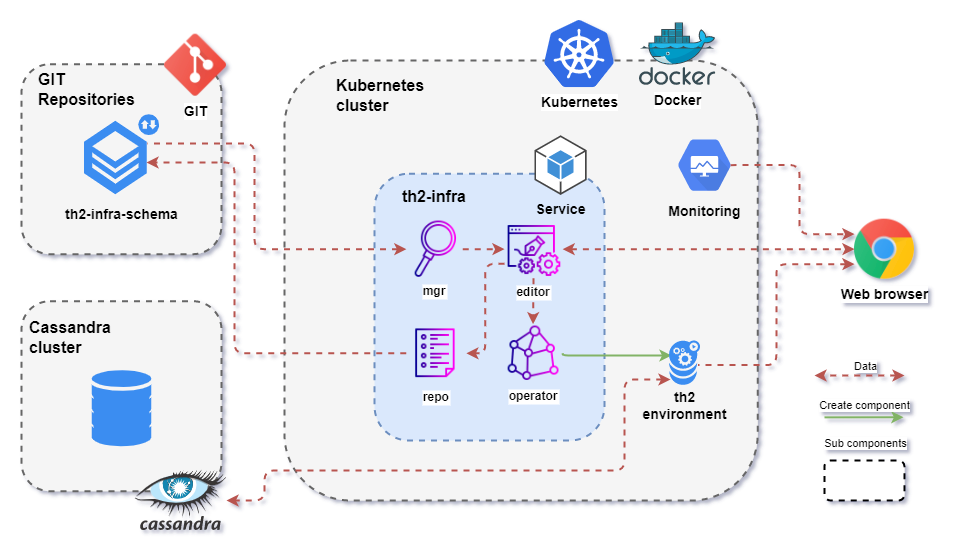 GIT
Repositories
GIT
th2-infra-schema
Kubernetes
cluster
Kubernetes
docker
Docker
th2-infra
Service
Monitoring
mgr
editor
Web browser
Cassandra
cluster
repo
operator
th2
environment
Data
Create component
Sub components
cassandra